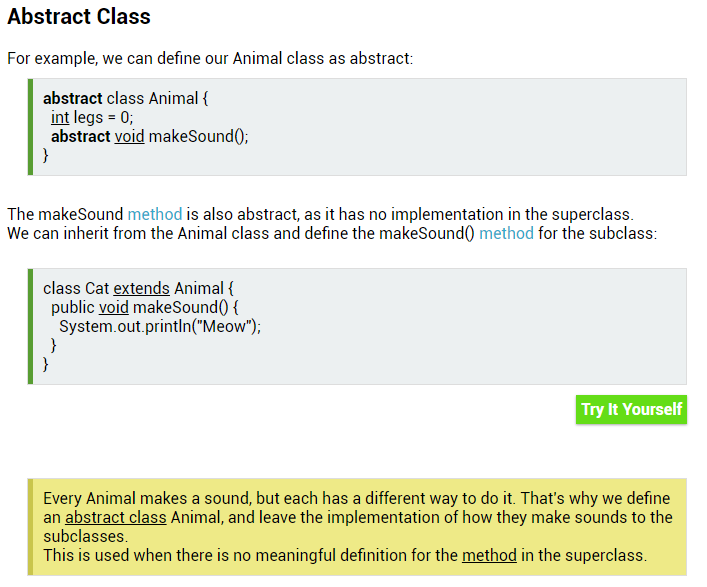 Abstract Class
For example, we can define our Animal class as abstract:
abstract class Animal {
int legs = 0;
abstract void makeSound();
}
The makeSound method is also abstract, as it has no implementation in the superclass.
We can inherit from the Animal class and define the makeSound() method for the subclass:
class Cat extends Animal {
public void makeSound() {
System.out.println("Meow");
}
}
Try It Yourself
Every Animal makes a sound, but each has a different way to do it. That's why we define
an abstract class Animal, and leave the implementation of how they make sounds to the
subclasses.
This is used when there is no meaningful definition for the method in the superclass.